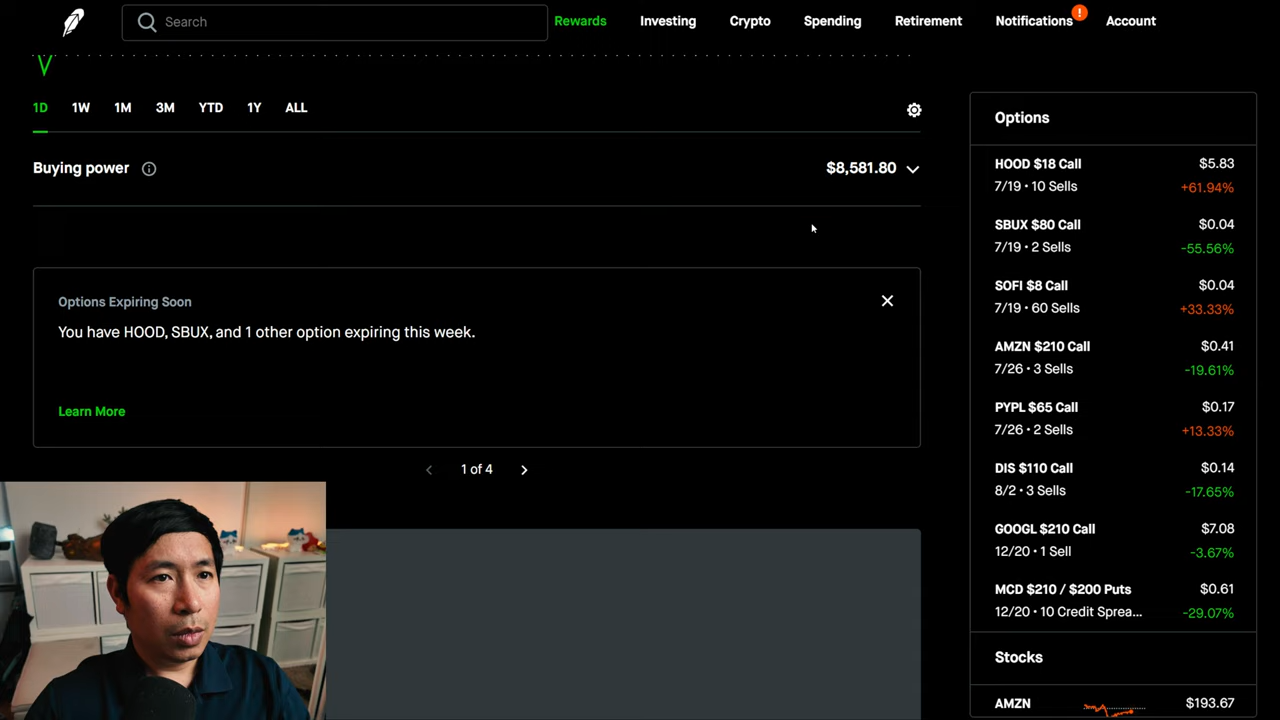 Search
Rewards
Investing
Crypto
Spending
Retirement
Notifications
!
Account
1D
1W
1M
3M
YTD
1Y
ALL
Buying power
$8,581.80
Options Expiring Soon
You have HOOD, SBUX, and 1 other option expiring this week.
Learn More
1 of 4
Options
HOOD $18 Call
$5.83
7/19 • 10 Sells
+61.94%
SBUX $80 Call
$0.04
7/19 • 2 Sells
-55.56%
SOFI $8 Call
$0.04
7/19 • 60 Sells
+33.33%
AMZN $210 Call
$0.41
7/26 • 3 Sells
-19.61%
PYPL $65 Call
$0.17
7/26 • 2 Sells
+13.33%
DIS $110 Call
$0.14
8/2 • 3 Sells
-17.65%
GOOGL $210 Call
$7.08
12/20 • 1 Sell
-3.67%
MCD $210 / $200 Puts
$0.61
12/20 • 10 Credit Sprea...
-29.07%
Stocks
AMZN
$193.67